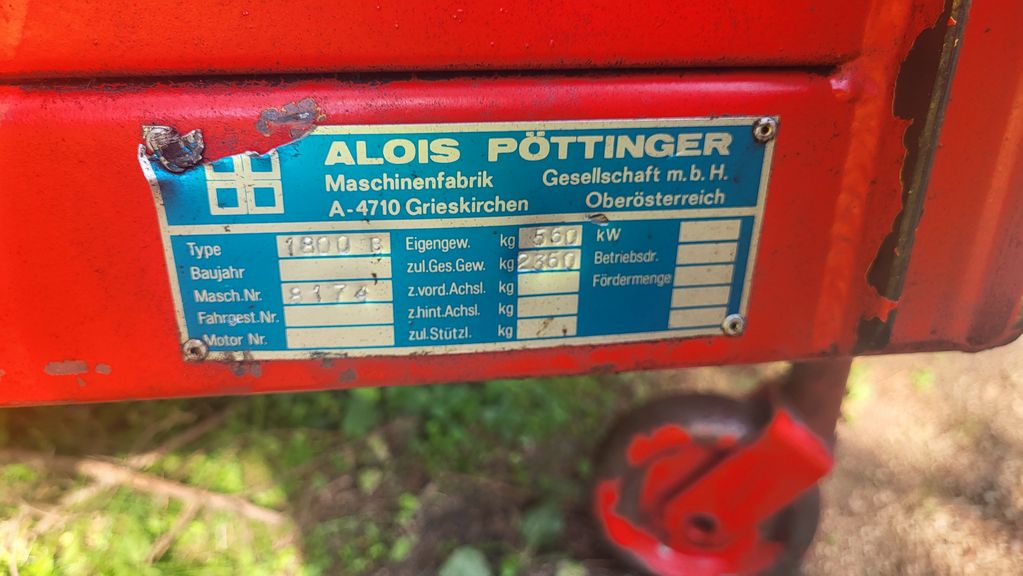 ALOIS PÖTTINGER
Maschinenfabrik Gesellschaft m.b.H.
A-4710 Grieskirchen Oberösterreich
Type 1800 B Eigengew. kg 560 kW
Baujahr zul.Ges.Gew. kg 2360 Betriebsdr.
Masch.Nr. 8174 z.vord.Achsl. kg Fördermenge
Fahrgest.Nr. z.hint.Achsl. kg
Motor Nr. zul.Stützl. kg